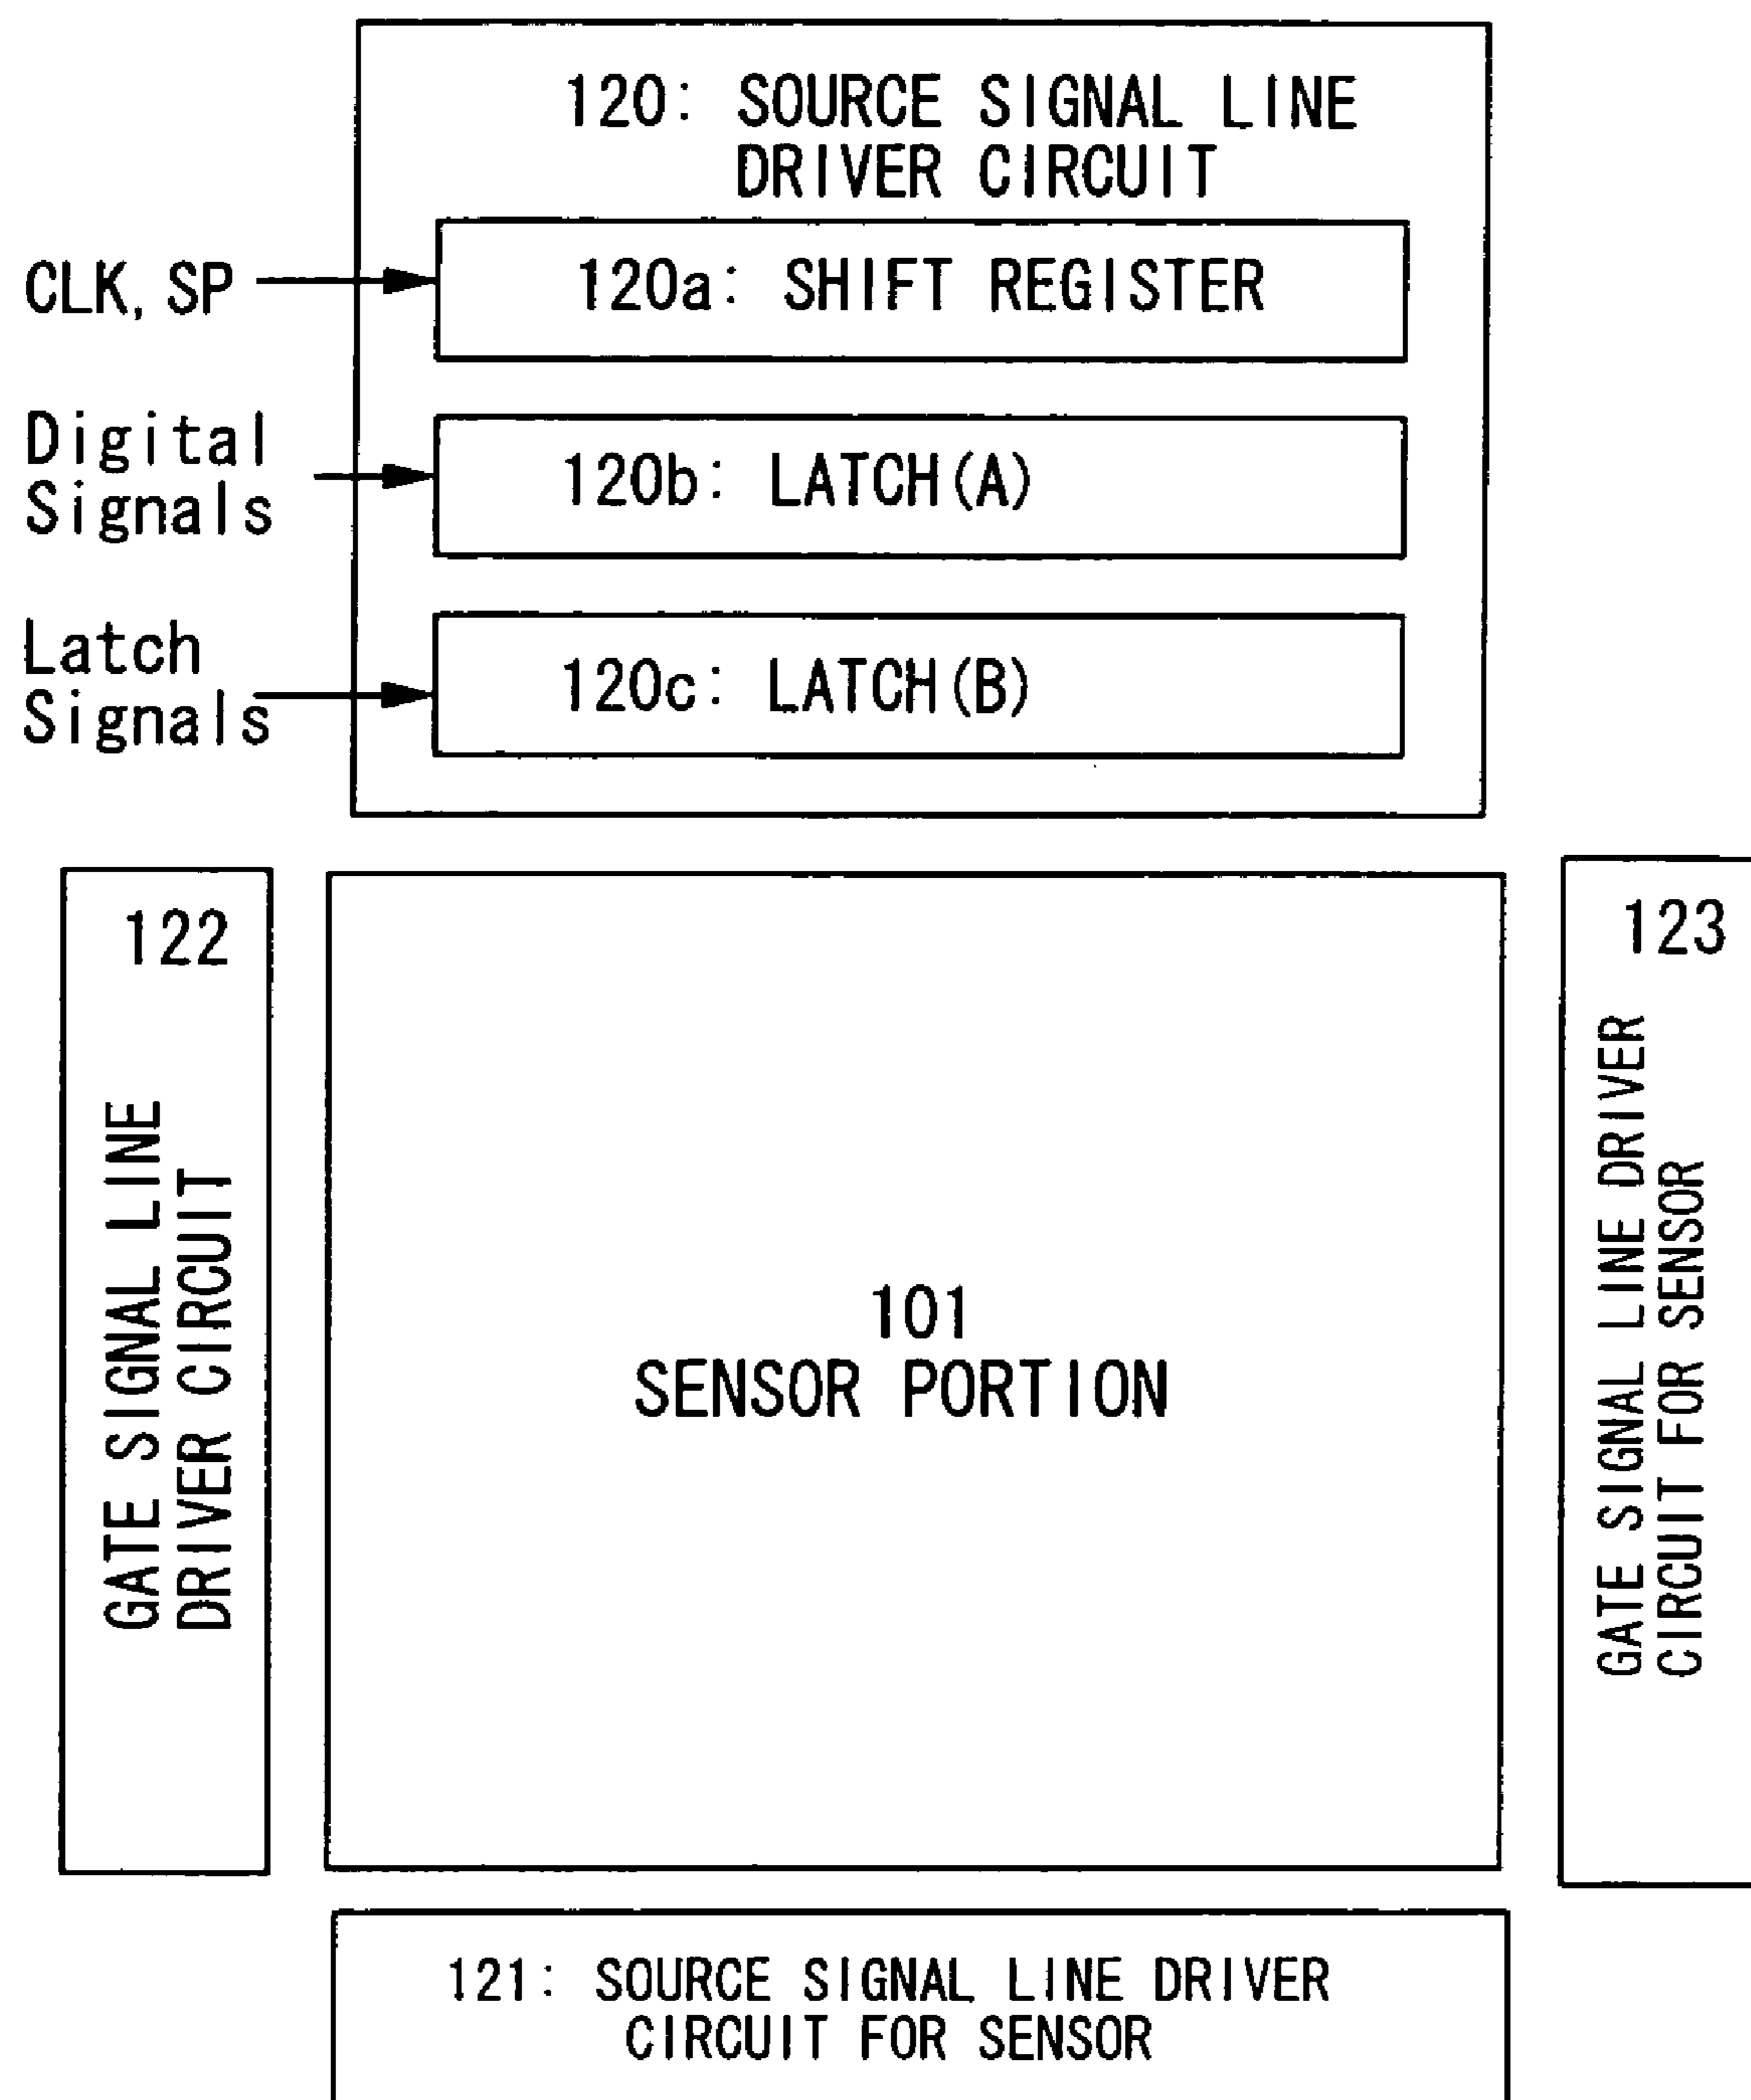 120: SOURCE SIGNAL LINE
DRIVER CIRCUIT
CLK, SP
120a: SHIFT REGISTER
Digital
Signals
120b: LATCH(A)
Latch
Signals
120c: LATCH(B)
122
GATE SIGNAL LINE
DRIVER CIRCUIT
101
SENSOR PORTION
123
GATE SIGNAL LINE DRIVER
CIRCUIT FOR SENSOR
121: SOURCE SIGNAL LINE DRIVER
CIRCUIT FOR SENSOR